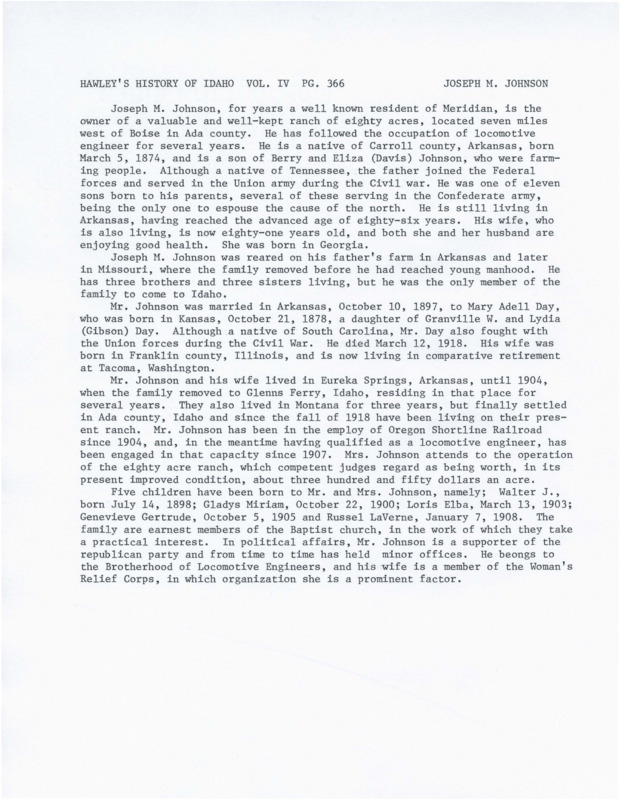 HAWLEY'S HISTORY OF IDAHO VOL. IV PG. 366 JOSEPH M. JOHNSON
Joseph M. Johnson, for years a well known resident of Meridian, is the
owner of a valuable and well-kept ranch of eighty acres, located seven miles
west of Boise in Ada county. He has followed the occupation of locomotive
engineer for several years. He is a native of Carroll county, Arkansas, born
March 5, 1874, and is a son of Berry and Eliza (Davis) Johnson, who were farm-
ing people. Although a native of Tennessee, the father joined the Federal
forces and served in the Union army during the Civil war. He was one of eleven
sons born to his parents, several of these serving in the Confederate army,
being the only one to espouse the cause of the north. He is still living in
Arkansas, having reached the advanced age of eighty-six years. His wife, who
is also living, is now eighty-one years old, and both she and her husband are
enjoying good health. She was born in Georgia.
Joseph M. Johnson was reared on his father's farm in Arkansas and later
in Missouri, where the family removed before he had reached young manhood. He
has three brothers and three sisters living, but he was the only member of the
family to come to Idaho.
Mr. Johnson was married in Arkansas, October 10, 1897, to Mary Adell Day,
who was born in Kansas, October 21, 1878, a daughter of Granville W. and Lydia
(Gibson) Day. Although a native of South Carolina, Mr. Day also fought with
the Union forces during the Civil War. He died March 12, 1918. His wife was
born in Franklin county, Illinois, and is now living in comparative retirement
at Tacoma, Washington.
Mr. Johnson and his wife lived in Eureka Springs, Arkansas, until 1904,
when the family removed to Glenns Ferry, Idaho, residing in that place for
several years. They also lived in Montana for three years, but finally settled
in Ada county, Idaho and since the fall of 1918 have been living on their pres-
ent ranch. Mr. Johnson has been in the employ of Oregon Shortline Railroad
since 1904, and, in the meantime having qualified as a locomotive engineer, has
been engaged in that capacity since 1907. Mrs. Johnson attends to the operation
of the eighty acre ranch, which competent judges regard as being worth, in its
present improved condition, about three hundred and fifty dollars an acre.
Five children have been born to Mr. and Mrs. Johnson, namely; Walter J.,
born July 14, 1898; Gladys Miriam, October 22, 1900; Loris Elba, March 13, 1903;
Genevieve Gertrude, October 5, 1905 and Russel LaVerne, January 7, 1908. The
family are earnest members of the Baptist church, in the work of which they take
a practical interest. In political affairs, Mr. Johnson is a supporter of the
republican party and from time to time has held minor offices. He beongs to
the Brotherhood of Locomotive Engineers, and his wife is a member of the Woman's
Relief Corps, in which organization she is a prominent factor.